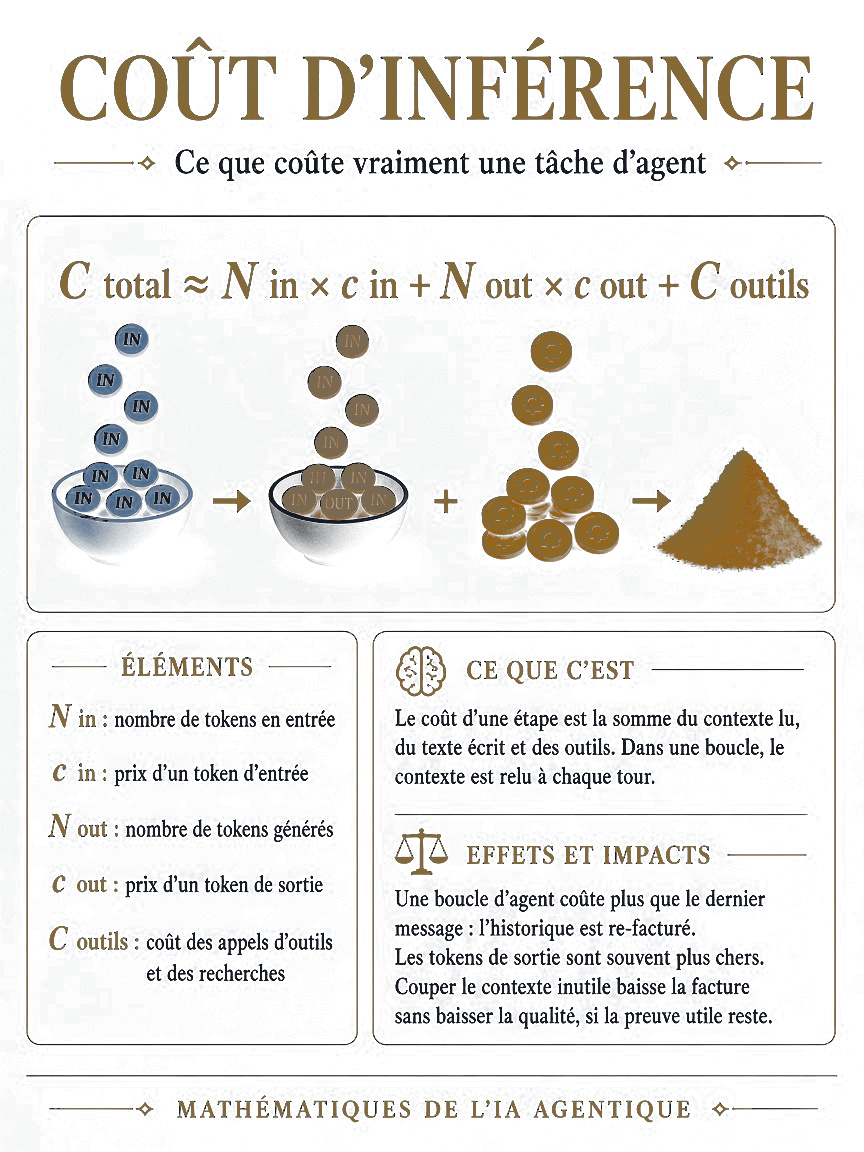 COÛT D’INFÉRENCE
Ce que coûte vraiment une tâche d’agent
C total ≈ N in × c in + N out × c out + C outils
IN
IN
IN
IN
IN IN
IN IN IN
IN
IN
IN
IN
IN
IN OUT IN
ÉLÉMENTS
N in : nombre de tokens en entrée
c in : prix d’un token d’entrée
N out : nombre de tokens générés
c out : prix d’un token de sortie
C outils : coût des appels d’outils
et des recherches
CE QUE C’EST
Le coût d’une étape est la somme du contexte lu,
du texte écrit et des outils. Dans une boucle, le
contexte est relu à chaque tour.
EFFETS ET IMPACTS
Une boucle d’agent coûte plus que le dernier
message : l’historique est re-facturé.
Les tokens de sortie sont souvent plus chers.
Couper le contexte inutile baisse la facture
sans baisser la qualité, si la preuve utile reste.
MATHÉMATIQUES DE L’IA AGENTIQUE